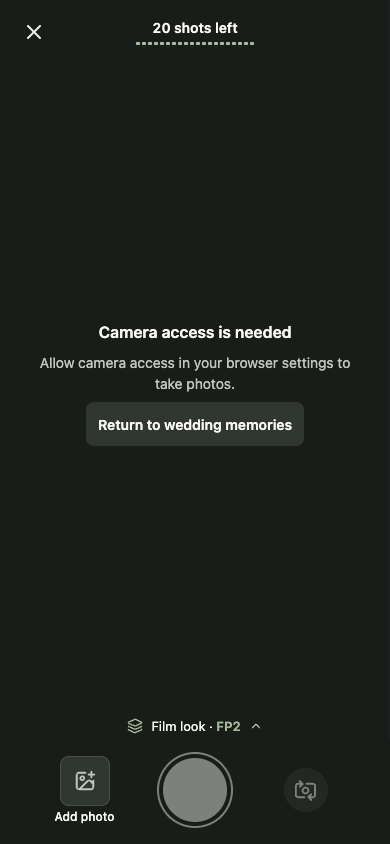 20 shots left
Camera access is needed
Allow camera access in your browser settings to
take photos.
Return to wedding memories
Film look · FP2
Add photo